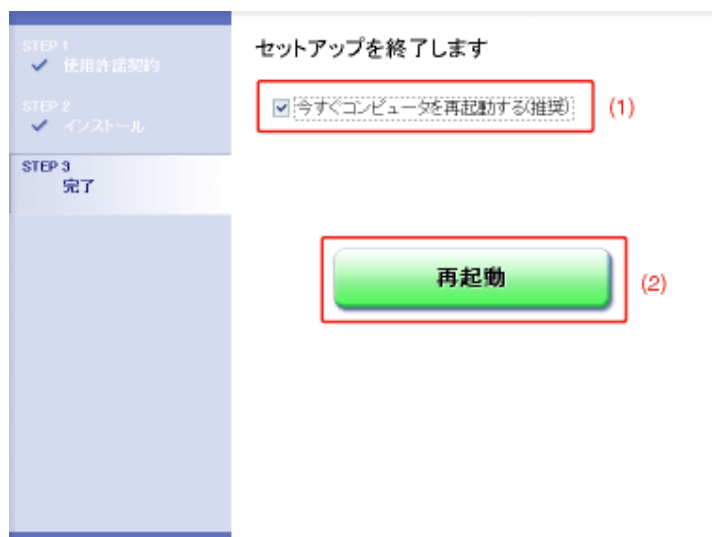 STEP 1
使用許諾契約
STEP 2
インストール
STEP 3
完了
セットアップを終了します
今すぐコンピュータを再起動する(推奨)
(1)
再起動
(2)